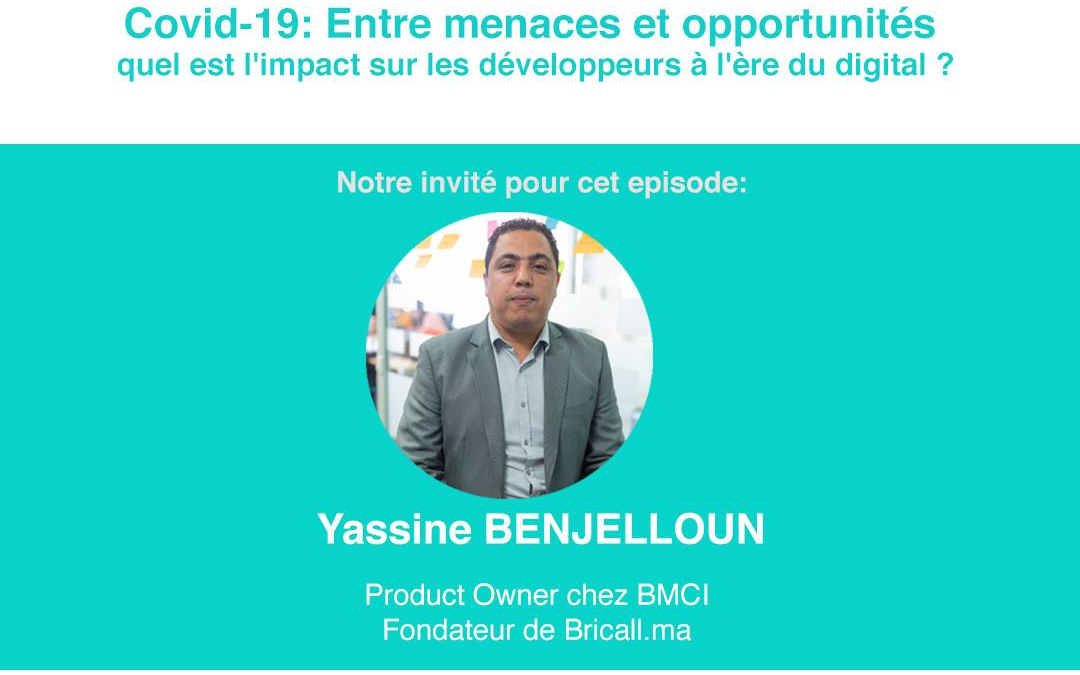 Covid-19: Entre menaces et opportunités
quel est l'impact sur les développeurs à l'ère du digital ?
Notre invité pour cet episode:
Yassine BENJELLOUN
Product Owner chez BMCI
Fondateur de Bricall.ma